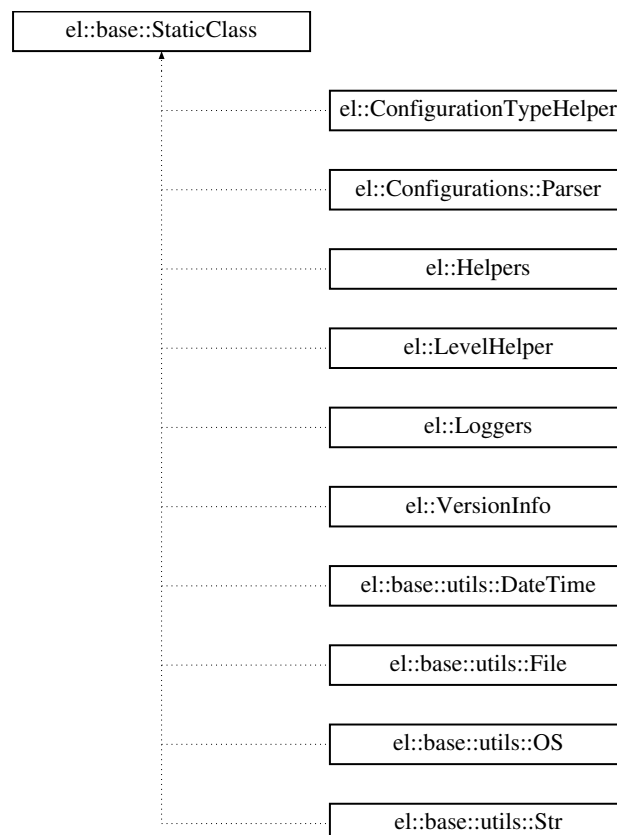 el::base::StaticClass
el::ConfigurationTypeHelper
el::Configurations::Parser
el::Helpers
el::LevelHelper
el::Loggers
el::VersionInfo
el::base::utils::DateTime
el::base::utils::File
el::base::utils::OS
el::base::utils::Str